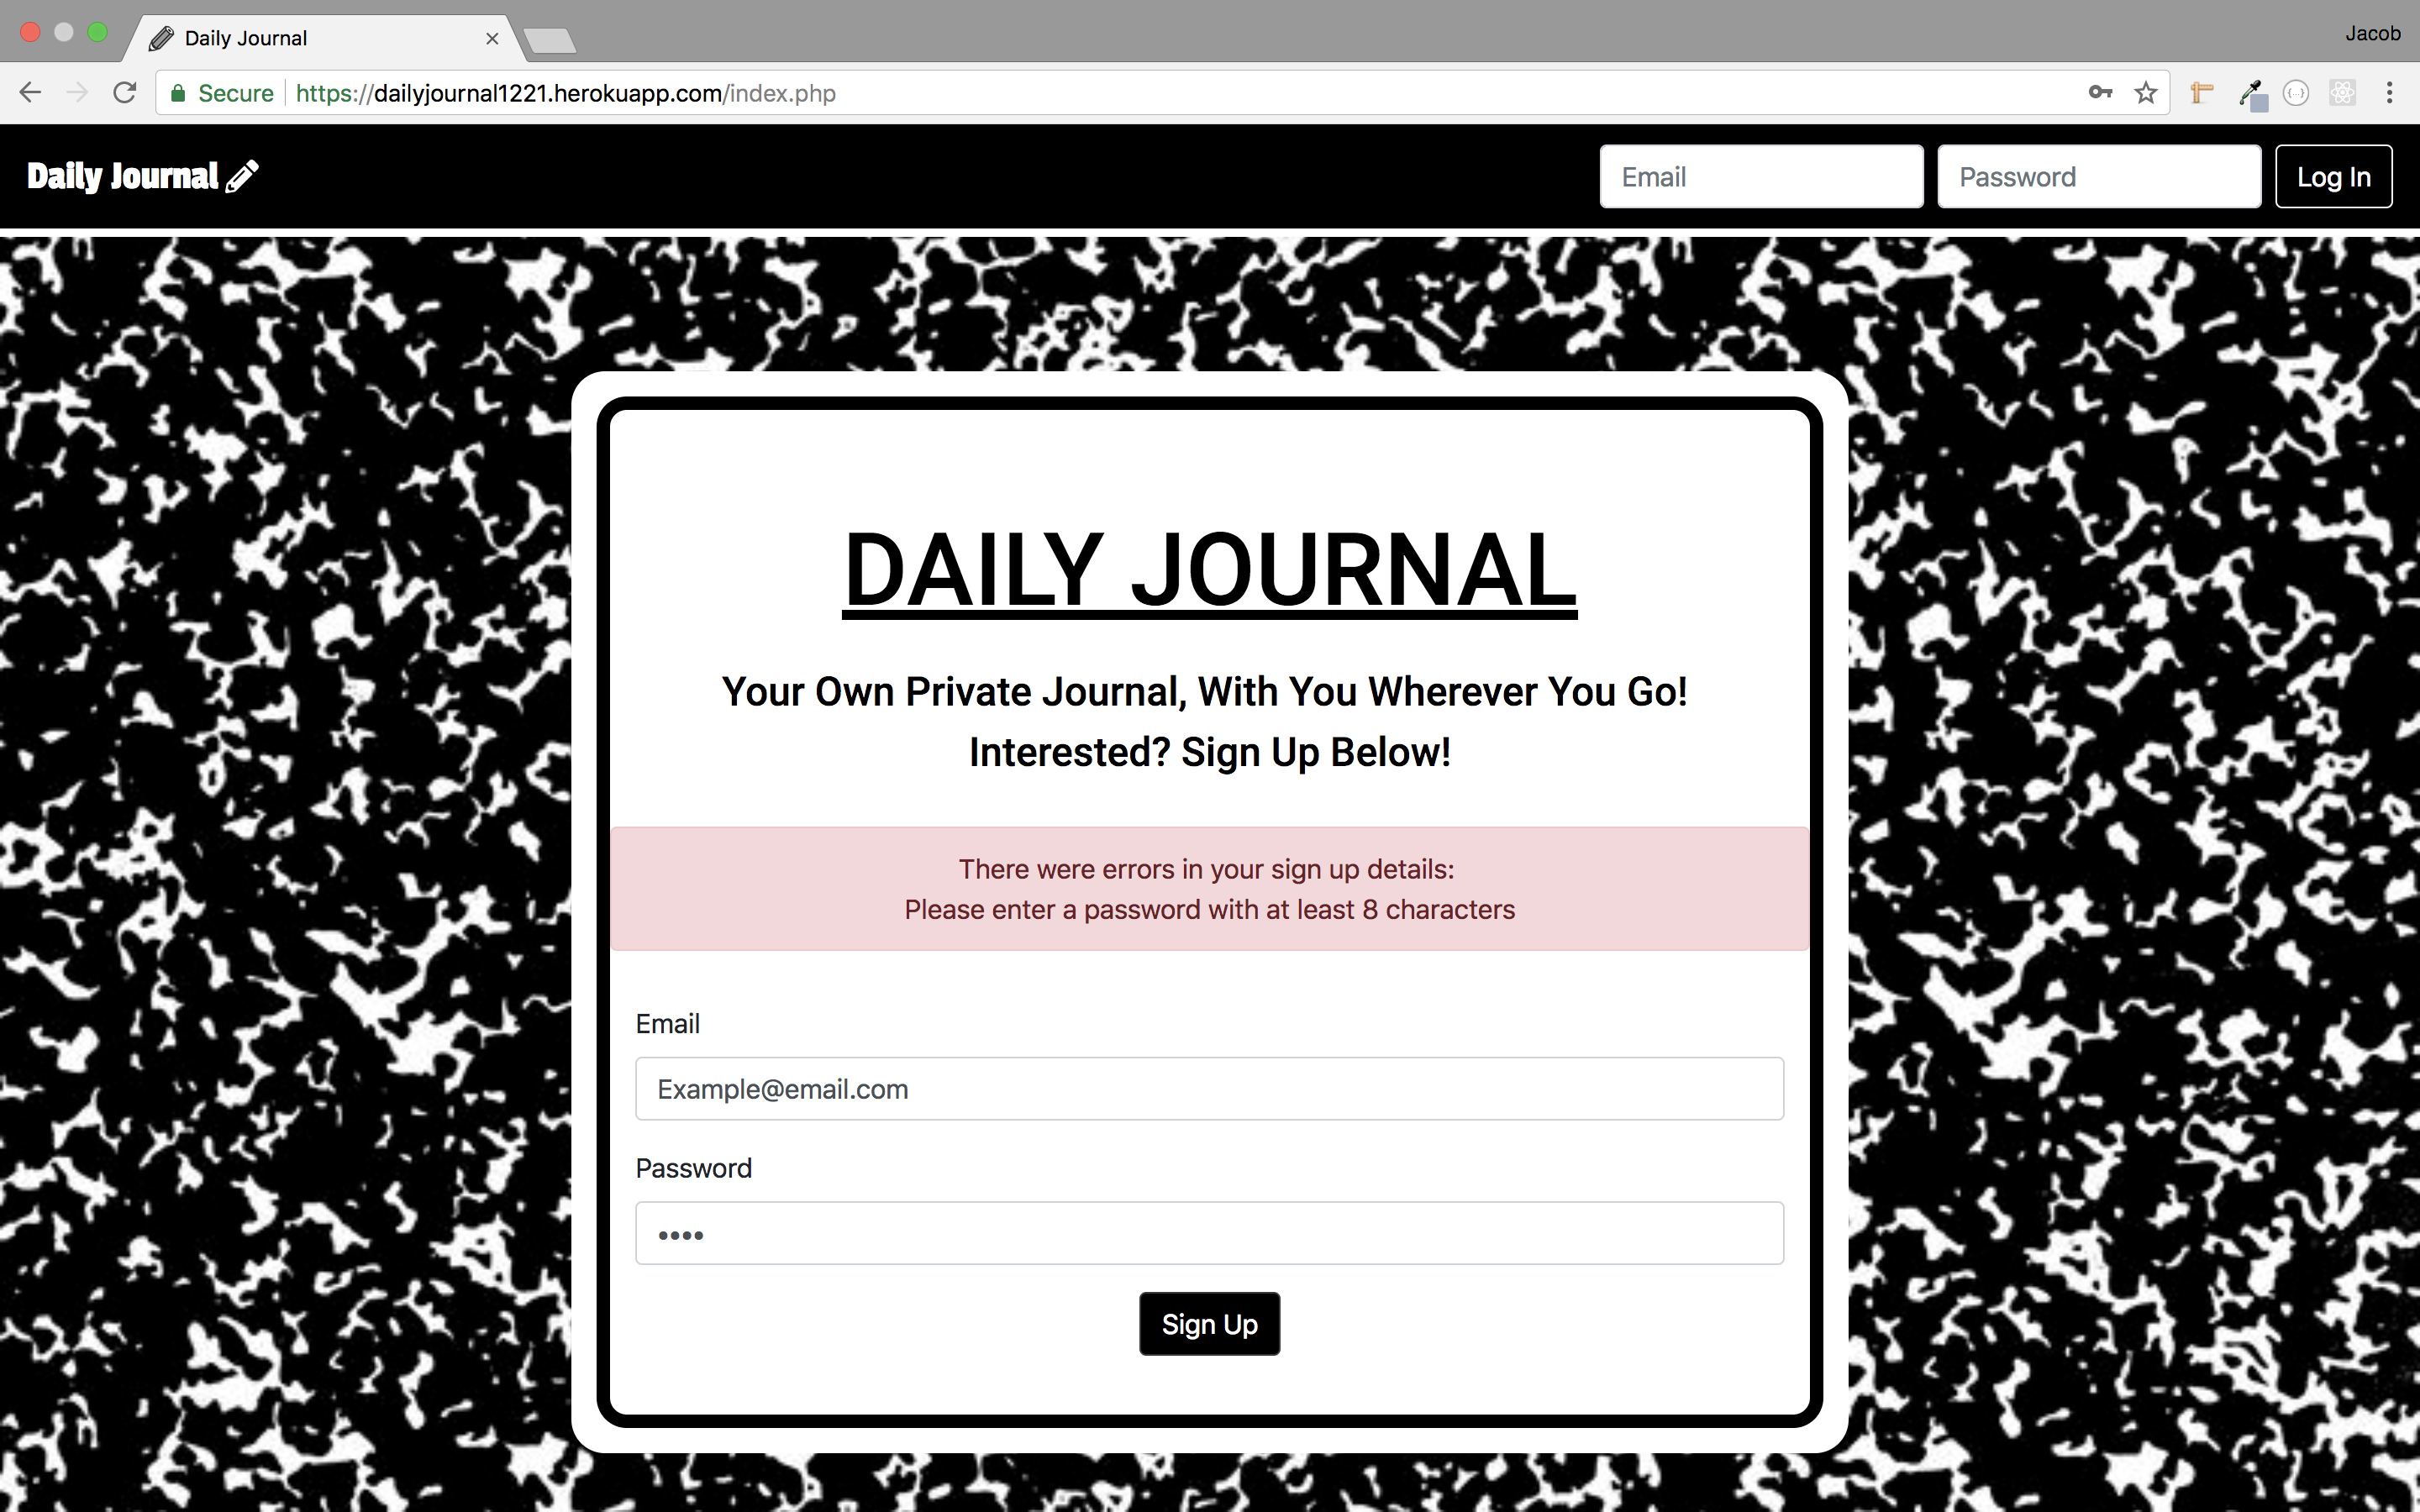 Daily Journal
Jacob
Secure
https://dailyjournal1221.herokuapp.com/index.php
Daily Journal
Email
Password
Log In
DAILY JOURNAL
Your Own Private Journal, With You Wherever You Go!
Interested? Sign Up Below!
There were errors in your sign up details:
Please enter a password with at least 8 characters
Email
Example@email.com
Password
••••
Sign Up